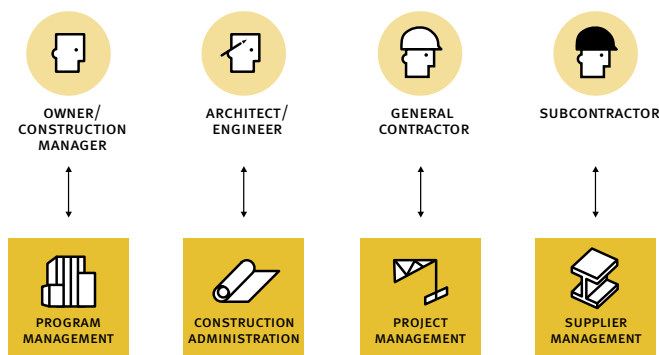 OWNER/
CONSTRUCTION
MANAGER
ARCHITECT/
ENGINEER
GENERAL
CONTRACTOR
SUBCONTRACTOR
PROGRAM
MANAGEMENT
CONSTRUCTION
ADMINISTRATION
PROJECT
MANAGEMENT
SUPPLIER
MANAGEMENT